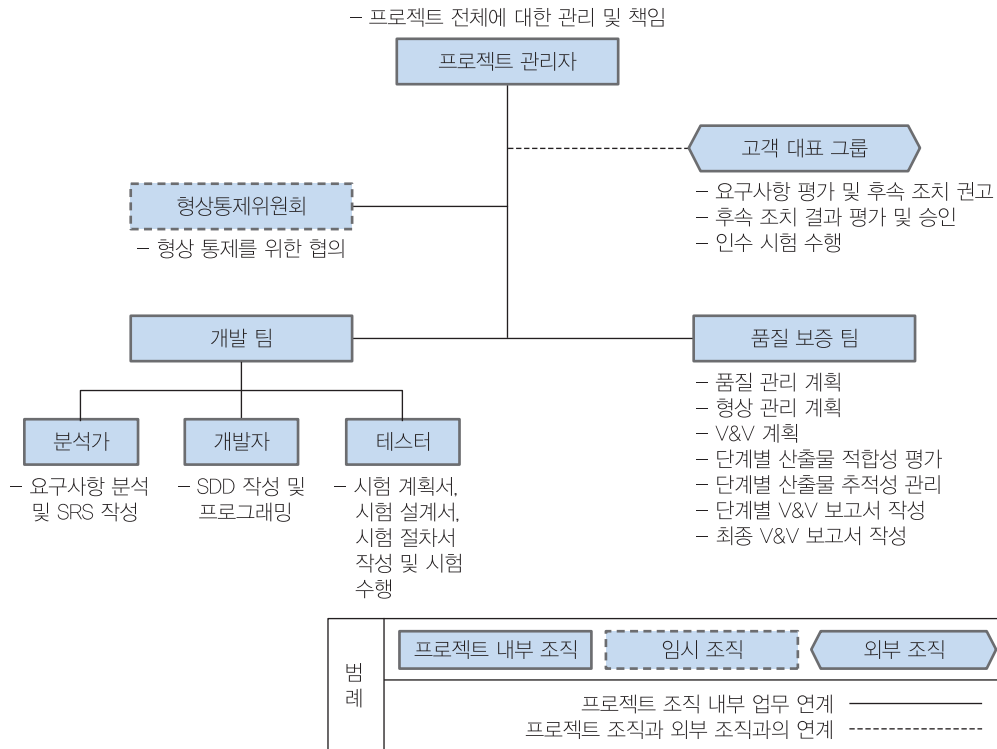 – 프로젝트 전체에 대한 관리 및 책임
프로젝트 관리자
고객 대표 그룹
– 요구사항 평가 및 후속 조치 권고
– 후속 조치 결과 평가 및 승인
– 인수 시험 수행
형상통제위원회
– 형상 통제를 위한 협의
개발 팀
품질 보증 팀
– 품질 관리 계획
– 형상 관리 계획
– V&V 계획
– 단계별 산출물 적합성 평가
– 단계별 산출물 추적성 관리
– 단계별 V&V 보고서 작성
– 최종 V&V 보고서 작성
분석가
– 요구사항 분석
및 SRS 작성
개발자
– SDD 작성 및
프로그래밍
테스터
– 시험 계획서,
시험 설계서,
시험 절차서
작성 및 시험
수행
범
례
프로젝트 내부 조직
임시 조직
외부 조직
프로젝트 조직 내부 업무 연계
프로젝트 조직과 외부 조직과의 연계